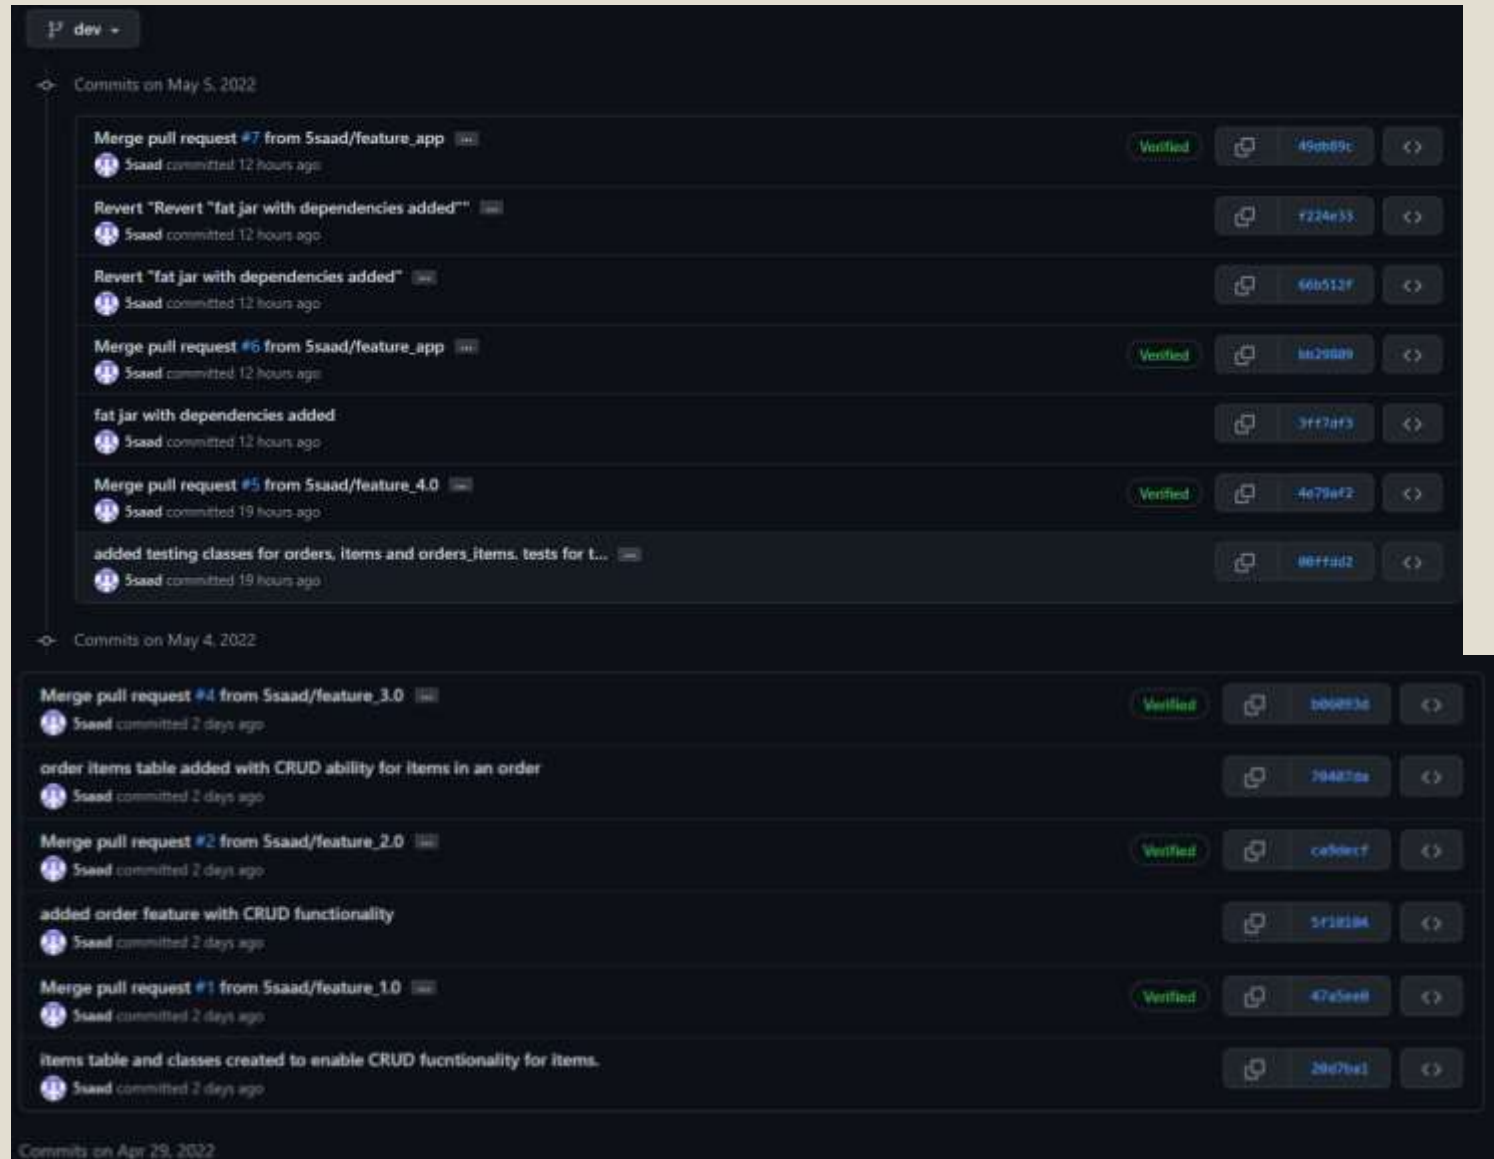 dev
Commits on May 5, 2022
Merge pull request #7 from 5saad/feature_app ...
Verified
5saad committed 12 hours ago
Revert "Revert "fat jar with dependencies added"" ...
f224e33
5saad committed 12 hours ago
Revert "fat jar with dependencies added" ...
66b512f
5saad committed 12 hours ago
Merge pull request #6 from 5saad/feature_app ...
Verified
5saad committed 12 hours ago
fat jar with dependencies added
5saad committed 12 hours ago
Merge pull request #5 from 5saad/feature_4.0 ...
Verified 4e79af2
5saad committed 19 hours ago
added testing classes for orders, items and orders_items. tests for t... ...
5saad committed 19 hours ago
Commits on May 4, 2022
Merge pull request #4 from 5saad/feature_3.0 ...
Verified
5saad committed 2 days ago
order items table added with CRUD ability for items in an order
5saad committed 2 days ago
Merge pull request #2 from 5saad/feature_2.0 ...
Verified
5saad committed 2 days ago
added order feature with CRUD functionality
5saad committed 2 days ago
Merge pull request #1 from 5saad/feature_1.0 ...
Verified
5saad committed 2 days ago
items table and classes created to enable CRUD fucntionality for items.
5saad committed 2 days ago
Commits on Apr 29, 2022